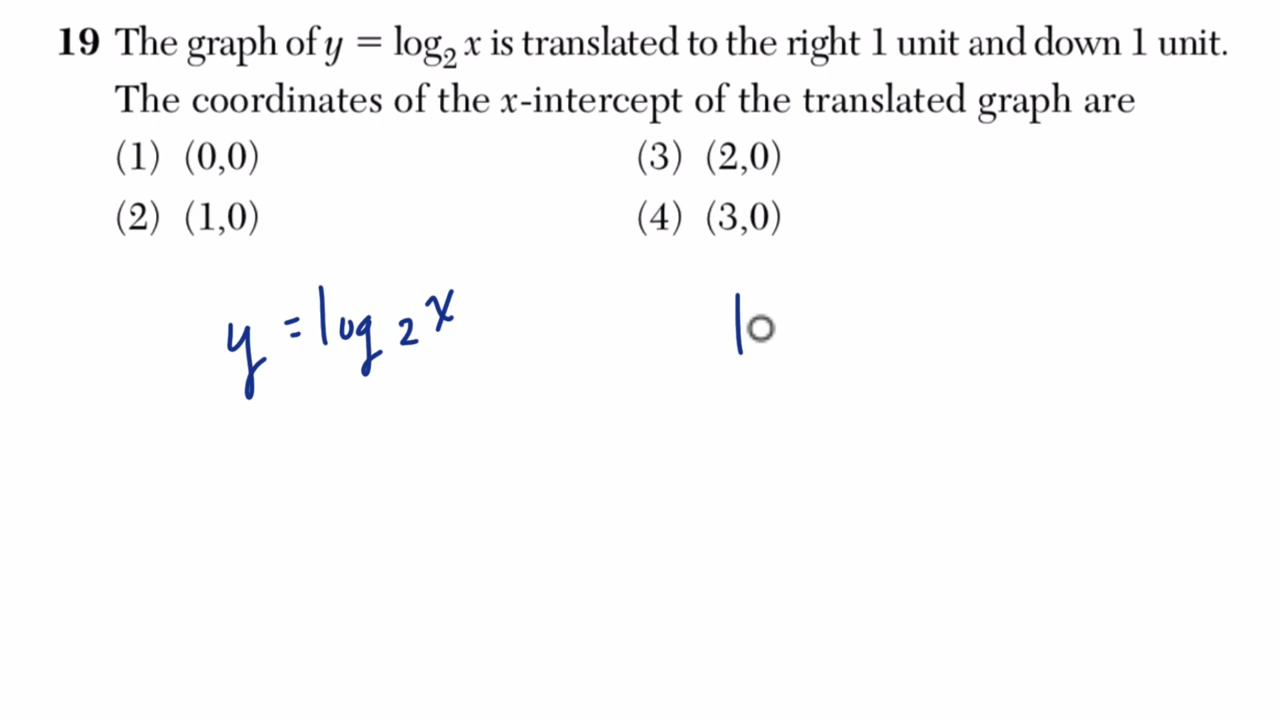 19 The graph of y = log₂ x is translated to the right 1 unit and down 1 unit.
The coordinates of the x-intercept of the translated graph are
(1) (0,0) (3) (2,0)
(2) (1,0) (4) (3,0)
y = log₂ x lo